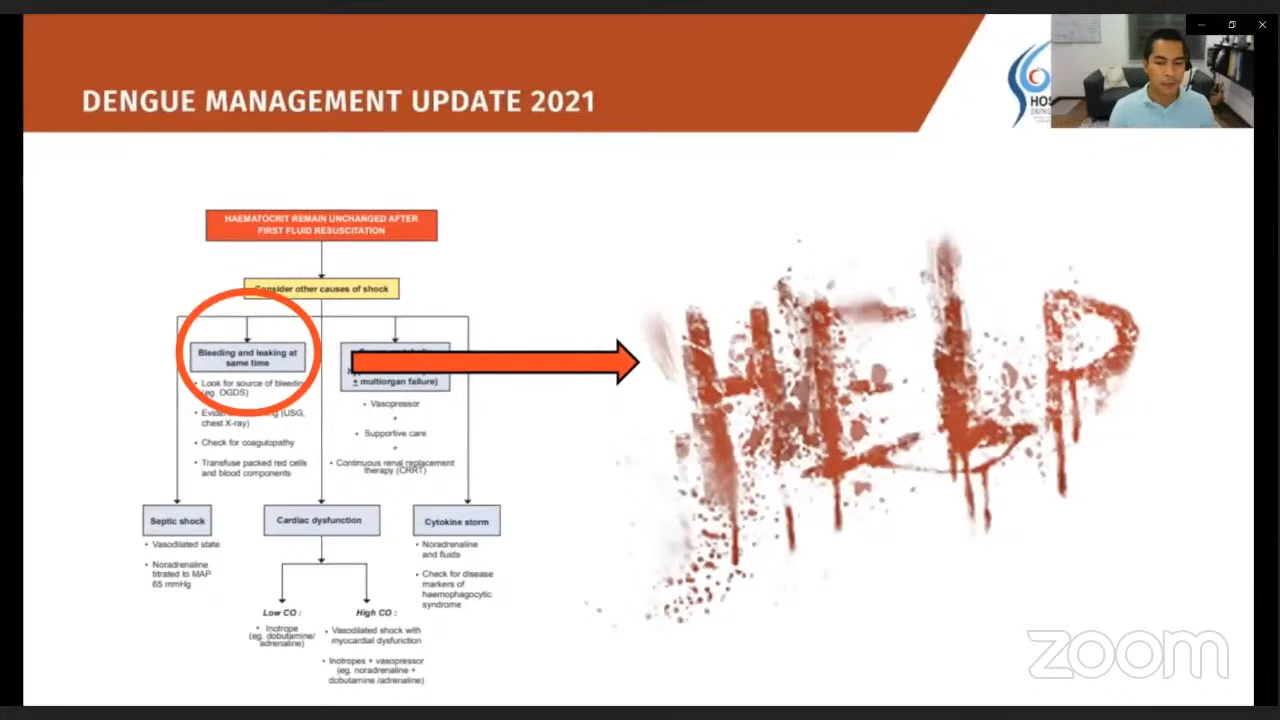 DENGUE MANAGEMENT UPDATE 2021
HAEMATOCRIT REMAIN UNCHANGED AFTER
FIRST FLUID RESUSCITATION
Consider other causes of shock
Bleeding and leaking at
same time
• Look for source of bleeding
(eg. OGDS)
(USG,
chest X-ray)
• Check for coagulopathy
• Transfuse packed red cells
and blood components
± multiorgan failure)
• Vasopressor
+
• Supportive care
+
• Continuous renal replacement
therapy (CRRT)
HELP
Septic shock
• Vasodilated state
• Noradrenaline
titrated to MAP
65 mmHg
Cardiac dysfunction
Low CO :
• Inotrope
(eg. dobutamine/
adrenaline)
High CO :
• Vasodilated shock with
myocardial dysfunction
• Inotropes + vasopressor
(eg. noradrenaline +
dobutamine /adrenaline)
Cytokine storm
• Noradrenaline
and fluids
• Check for disease
markers of
haemophagocytic
syndrome
zoom